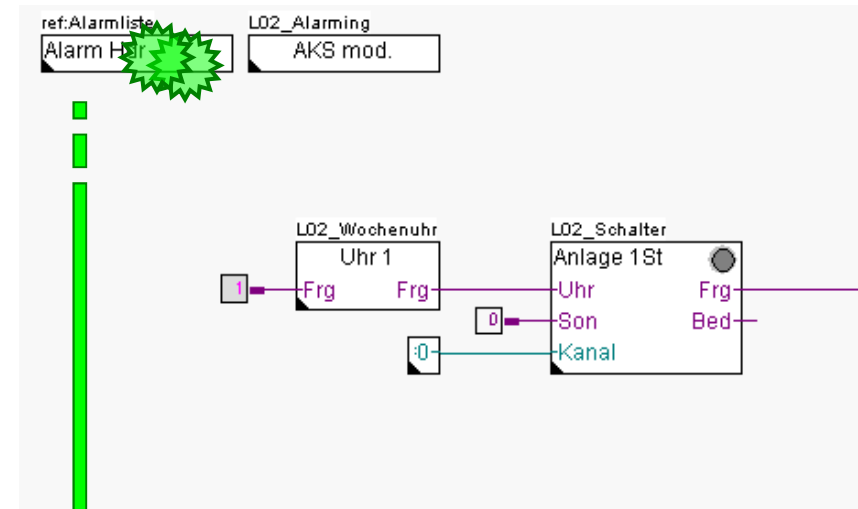 ref:Alarmliste
L02_Alarming
Alarm
AKS mod.
L02_Wochenuhr
L02_Schalter
Uhr 1
Anlage 1St
1
Frg
Frg
Uhr
Frg
0
Son
Bed
:0
Kanal